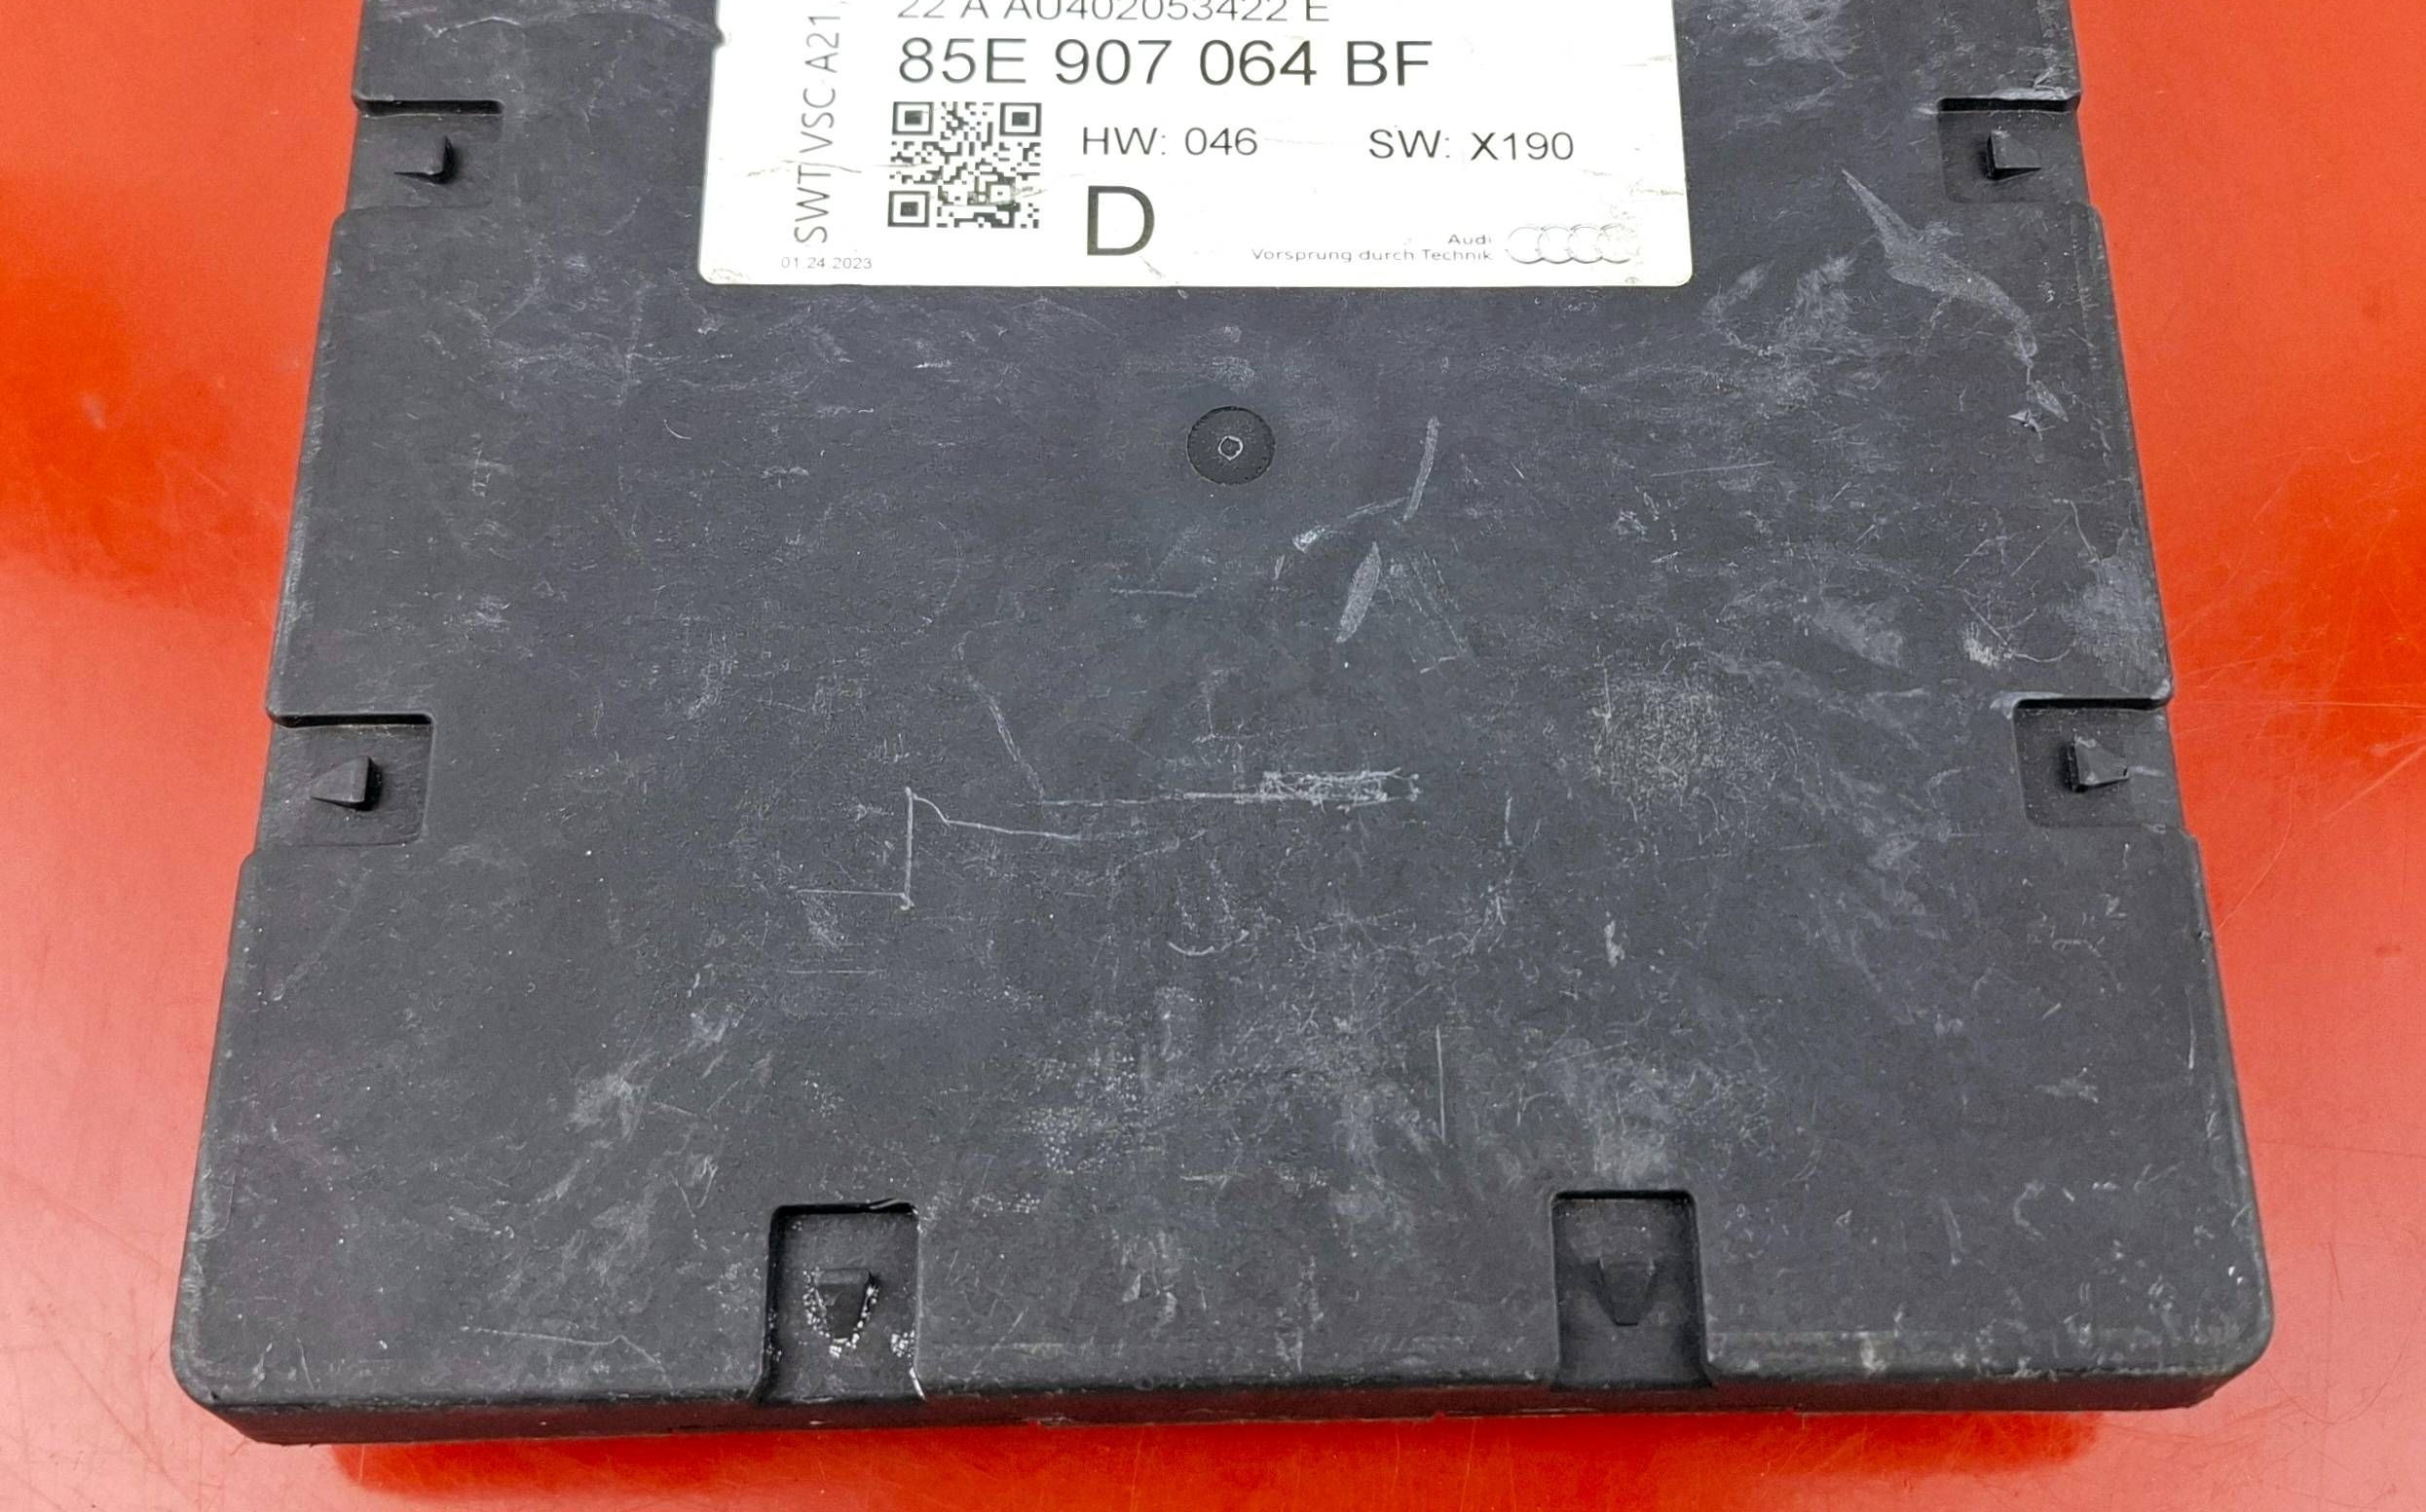 22 A AU402053422 E
85E 907 064 BF
HW: 046 SW: X190
D
Audi
Vorsprung durch Technik
01.24.2023
SWT/VSC A21